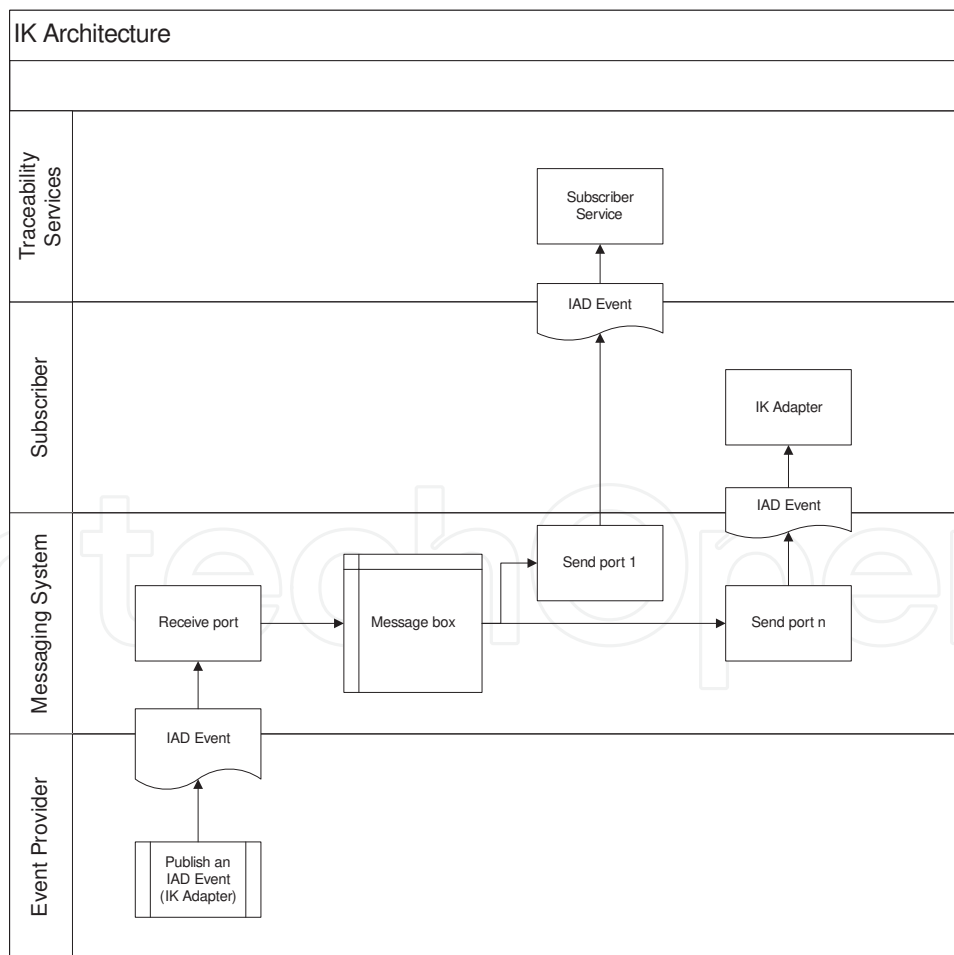 IK Architecture
Traceability
Services
Subscriber
Service
IAD Event
Subscriber
IK Adapter
IAD Event
Messaging System
Send port 1
Receive port
Message box
Send port n
IAD Event
Event Provider
Publish an
IAD Event
(IK Adapter)
ntechOpen